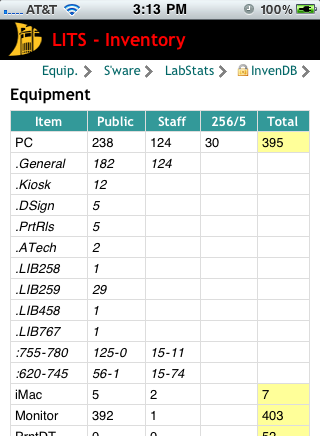 AT&T 3:13 PM 100%
LITS - Inventory
Equip. S'ware LabStats InvenDB
Equipment
Item Public Staff 256/5 Total
PC 238 124 30 395
.General 182 124
.Kiosk 12
.DSign 5
.PrtRls 5
.ATech 2
.LIB258 1
.LIB259 29
.LIB458 1
.LIB767 1
:755-780 125-0 15-11
:620-745 56-1 15-74
iMac 5 2 7
Monitor 392 1 403
PrntDT 0 0 52